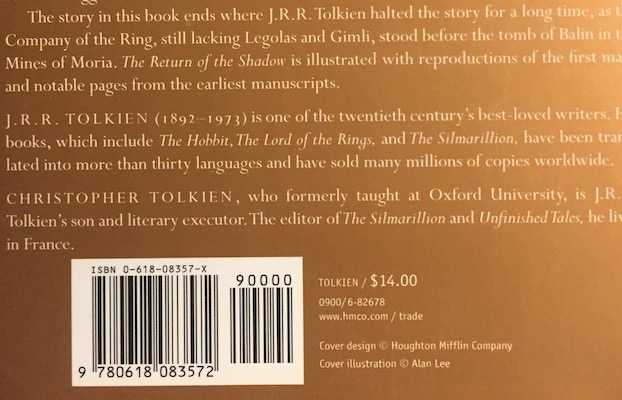 The story in this book ends where J.R.R. Tolkien halted the story for a long time, as
Company of the Ring, still lacking Legolas and Gimli, stood before the tomb of Balin in
Mines of Moria. The Return of the Shadow is illustrated with reproductions of the first
and notable pages from the earliest manuscripts.
J.R.R. TOLKIEN (1892–1973) is one of the twentieth century's best-loved writers.
books, which include The Hobbit, The Lord of the Rings, and The Silmarillion, have been
lated into more than thirty languages and have sold many millions of copies worldwide.
CHRISTOPHER TOLKIEN, who formerly taught at Oxford University, is J.R.
Tolkien's son and literary executor. The editor of The Silmarillion and Unfinished Tales, he
in France.
ISBN 0-618-08357-X
90000
9 780618 083572
TOLKIEN / $14.00
0900/6-82678
www.hmco.com / trade
Cover design © Houghton Mifflin Company
Cover illustration © Alan Lee